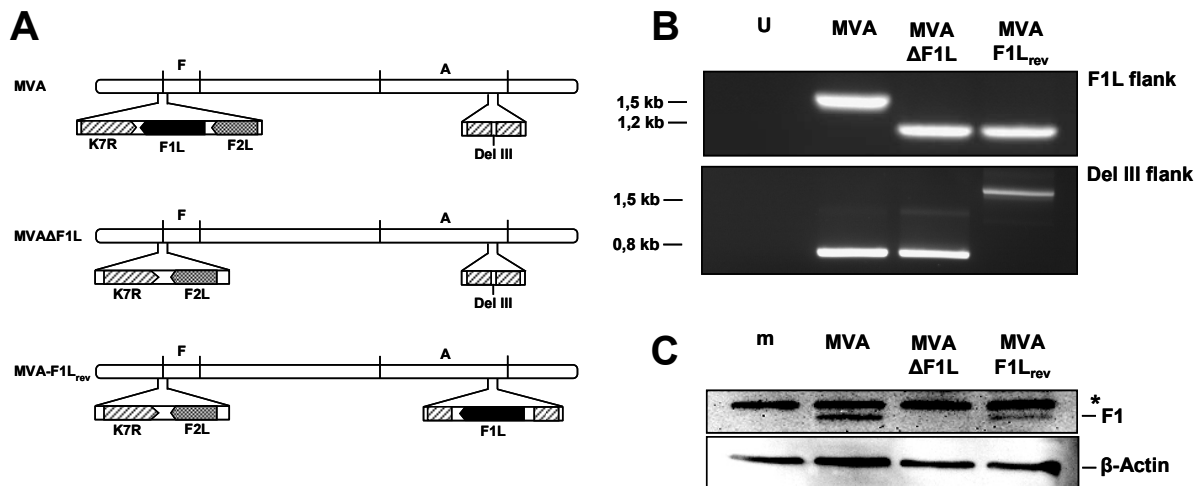 A
F
A
MVA
K7R
F1L
F2L
Del III
F
A
MVAΔF1L
K7R
F2L
Del III
F
A
MVA-F1Lrev
K7R
F2L
F1L
B
U
MVA
MVA
ΔF1L
MVA
F1Lrev
F1L flank
1,5 kb
1,2 kb
Del III flank
1,5 kb
0,8 kb
C
m
MVA
MVA
ΔF1L
MVA
F1Lrev
*
F1
β-Actin